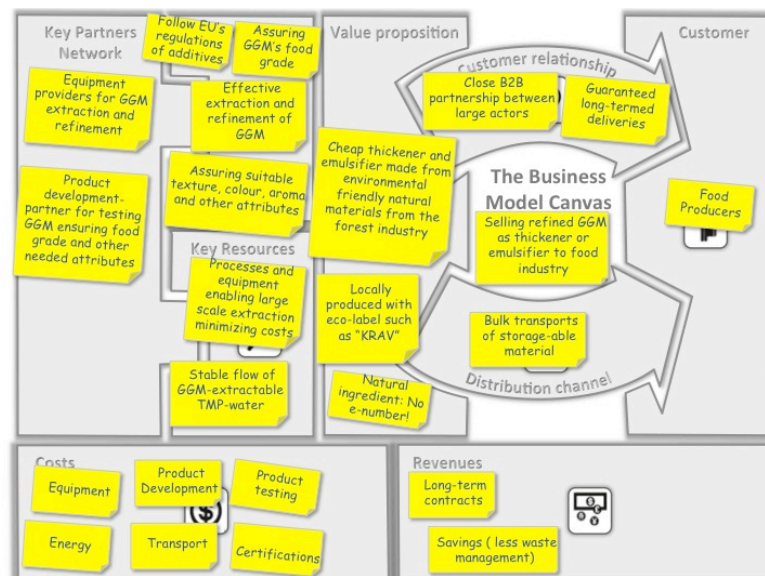 Key Partners
Network
Follow EU's
regulations
of additives
Assuring
GGM's food
grade
Value proposition
Customer relationship
Customer
Equipment
providers for GGM
extraction and
refinement
Effective
extraction and
refinement of
GGM
Close B2B
partnership between
large actors
Guaranteed
long-termed
deliveries
Product
development-
partner for testing
GGM ensuring food
grade and other
needed attributes
Assuring suitable
texture, colour, aroma
and other attributes
Cheap thickener and
emulsifier made from
environmental
friendly natural
materials from the
forest industry
The Business
Model Canvas
Selling refined GGM
as thickener or
emulsifier to food
industry
Food
Producers
Key Resources
Processes and
equipment
enabling large
scale extraction
minimizing costs
Locally
produced with
eco-label such
as "KRAV"
Bulk transports
of storage-able
material
Distribution channel
Stable flow of
GGM-extractable
TMP-water
Natural
ingredient: No
e-number!
Costs
Equipment
Product
Development
Product
testing
Energy
Transport
Certifications
Revenues
Long-term
contracts
Savings ( less waste
management)